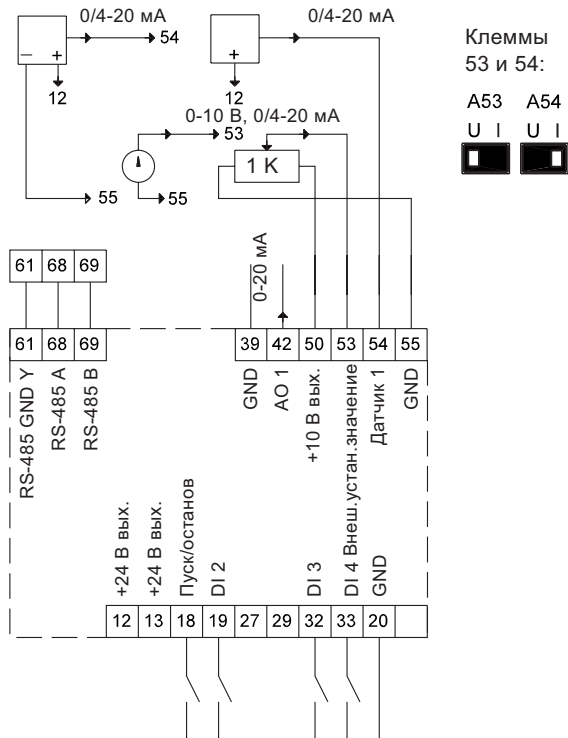 0/4-20 мА
0/4-20 мА
– +
54
+
12
12
0-10 В, 0/4-20 мА
53
1 K
55
55
Клеммы
53 и 54:
A53 A54
U I U I
61 68 69
0-20 мА
61 68 69
39 42 50 53 54 55
RS-485 GND Y
RS-485 A
RS-485 B
GND
AO 1
+10 В вых.
Внеш.устан.значение
Датчик 1
GND
+24 В вых.
+24 В вых.
Пуск/останов
DI 2
DI 3
DI 4
GND
12 13 18 19 27 29 32 33 20